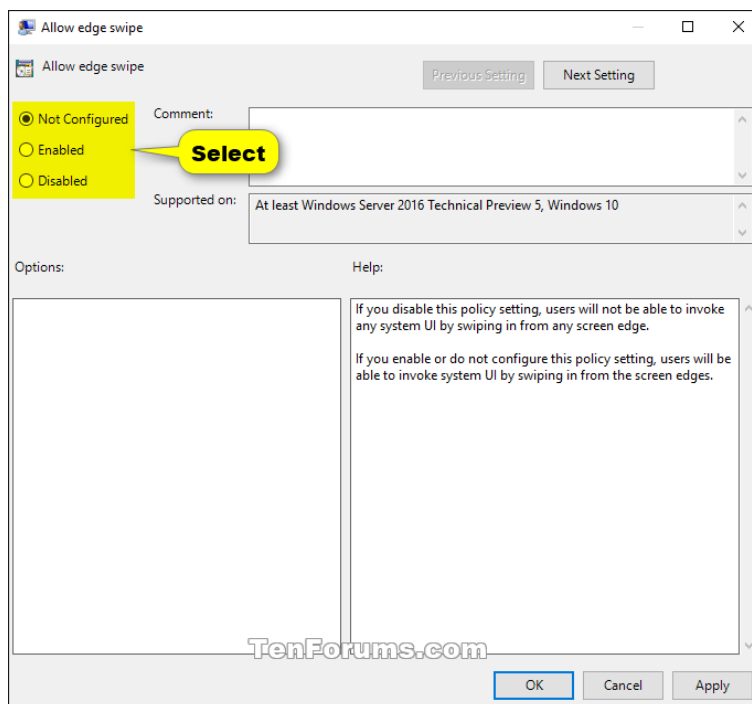 Allow edge swipe
Allow edge swipe
Previous Setting
Next Setting
Not Configured
Enabled
Disabled
Select
Comment:
Supported on:
At least Windows Server 2016 Technical Preview 5, Windows 10
Options:
Help:
If you disable this policy setting, users will not be able to invoke
any system UI by swiping in from any screen edge.
If you enable or do not configure this policy setting, users will be
able to invoke system UI by swiping in from the screen edges.
TenForums.com
OK
Cancel
Apply